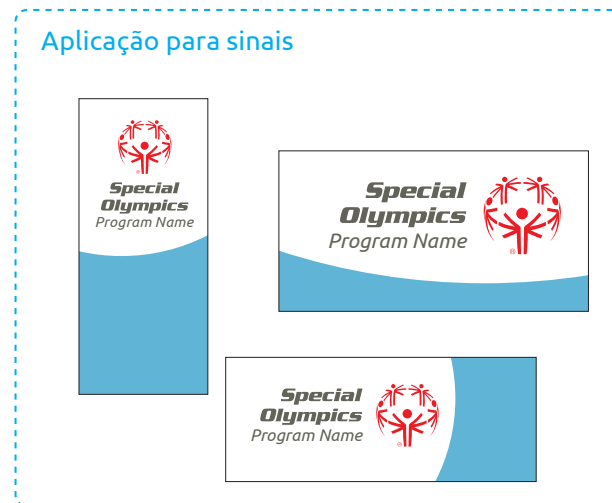 Aplicação para sinais
Special
Olympics
Program Name
®
Special
Olympics
Program Name
®
Special
Olympics
Program Name
®